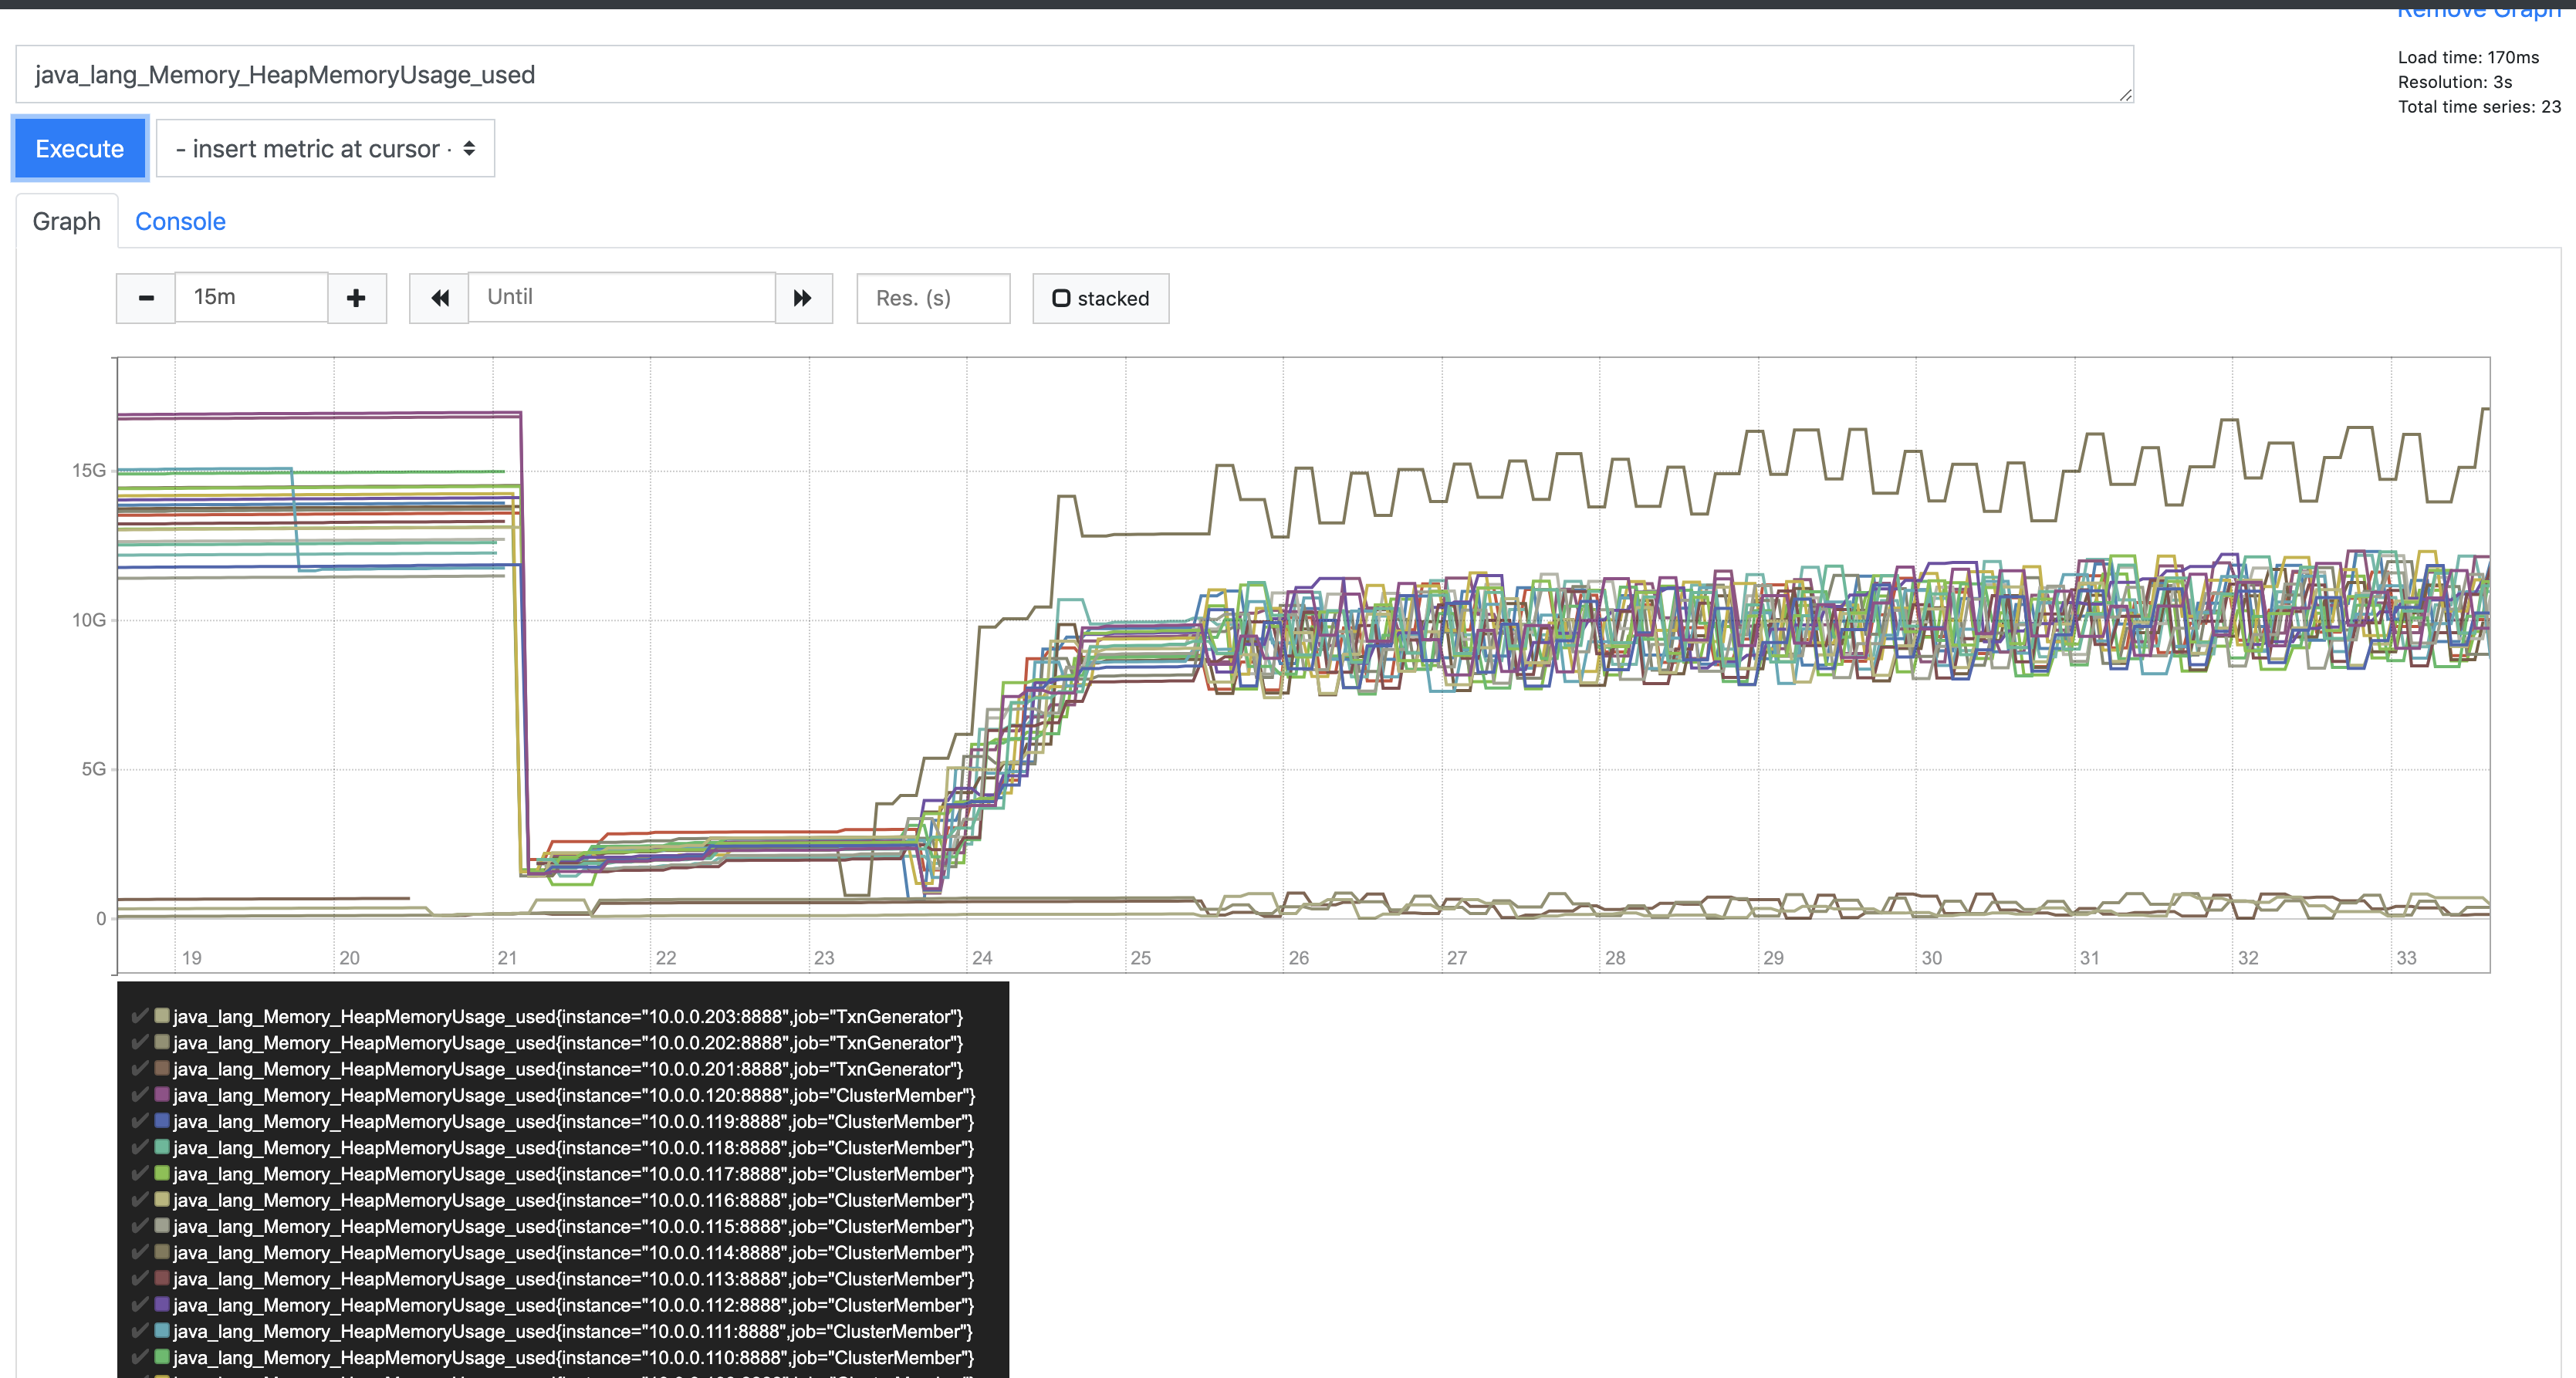 Remove Graph
java_lang_Memory_HeapMemoryUsage_used
Load time: 170ms
Resolution: 3s
Total time series: 23
Execute
- insert metric at cursor ·
Graph Console
15m
Until
Res. (s)
stacked
15G
10G
5G
0
19 20 21 22 23 24 25 26 27 28 29 30 31 32 33
java_lang_Memory_HeapMemoryUsage_used{instance="10.0.0.203:8888",job="TxnGenerator"}
java_lang_Memory_HeapMemoryUsage_used{instance="10.0.0.202:8888",job="TxnGenerator"}
java_lang_Memory_HeapMemoryUsage_used{instance="10.0.0.201:8888",job="TxnGenerator"}
java_lang_Memory_HeapMemoryUsage_used{instance="10.0.0.120:8888",job="ClusterMember"}
java_lang_Memory_HeapMemoryUsage_used{instance="10.0.0.119:8888",job="ClusterMember"}
java_lang_Memory_HeapMemoryUsage_used{instance="10.0.0.118:8888",job="ClusterMember"}
java_lang_Memory_HeapMemoryUsage_used{instance="10.0.0.117:8888",job="ClusterMember"}
java_lang_Memory_HeapMemoryUsage_used{instance="10.0.0.116:8888",job="ClusterMember"}
java_lang_Memory_HeapMemoryUsage_used{instance="10.0.0.115:8888",job="ClusterMember"}
java_lang_Memory_HeapMemoryUsage_used{instance="10.0.0.114:8888",job="ClusterMember"}
java_lang_Memory_HeapMemoryUsage_used{instance="10.0.0.113:8888",job="ClusterMember"}
java_lang_Memory_HeapMemoryUsage_used{instance="10.0.0.112:8888",job="ClusterMember"}
java_lang_Memory_HeapMemoryUsage_used{instance="10.0.0.111:8888",job="ClusterMember"}
java_lang_Memory_HeapMemoryUsage_used{instance="10.0.0.110:8888",job="ClusterMember"}